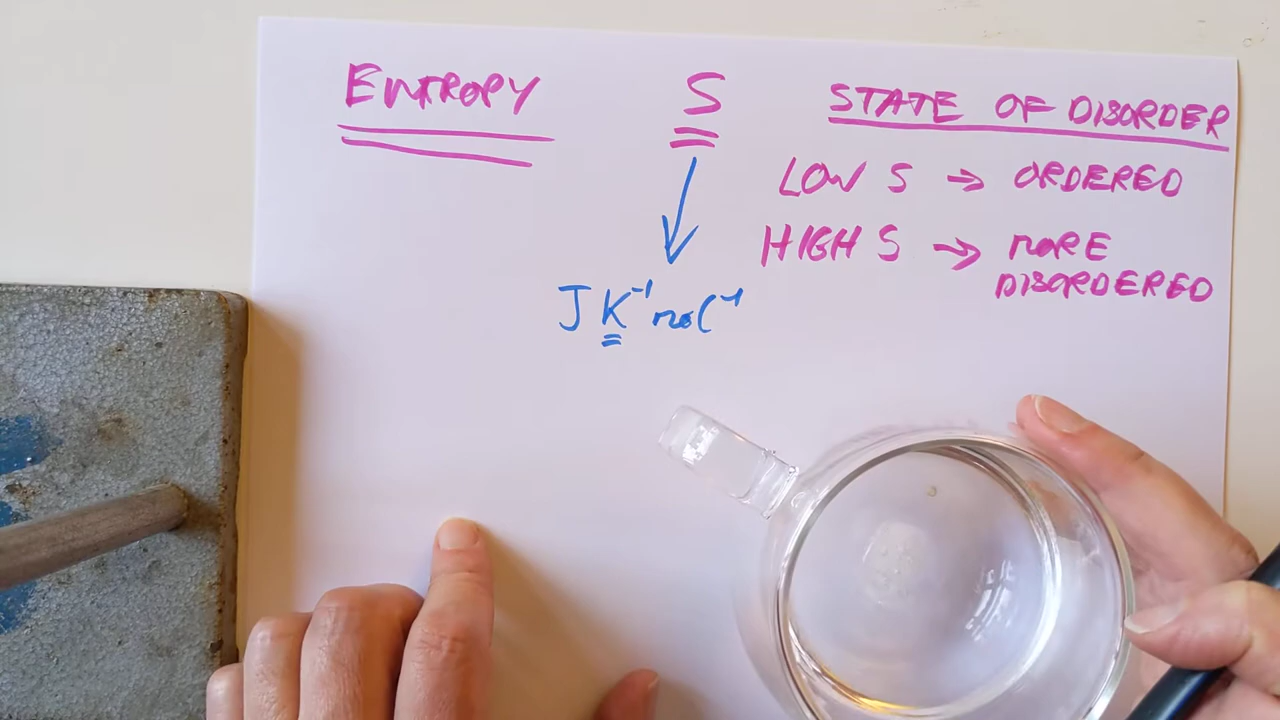 ENTROPY
S
STATE OF DISORDER
LOW S → ORDERED
HIGH S → MORE
DISORDERED
J K⁻¹ mol⁻¹